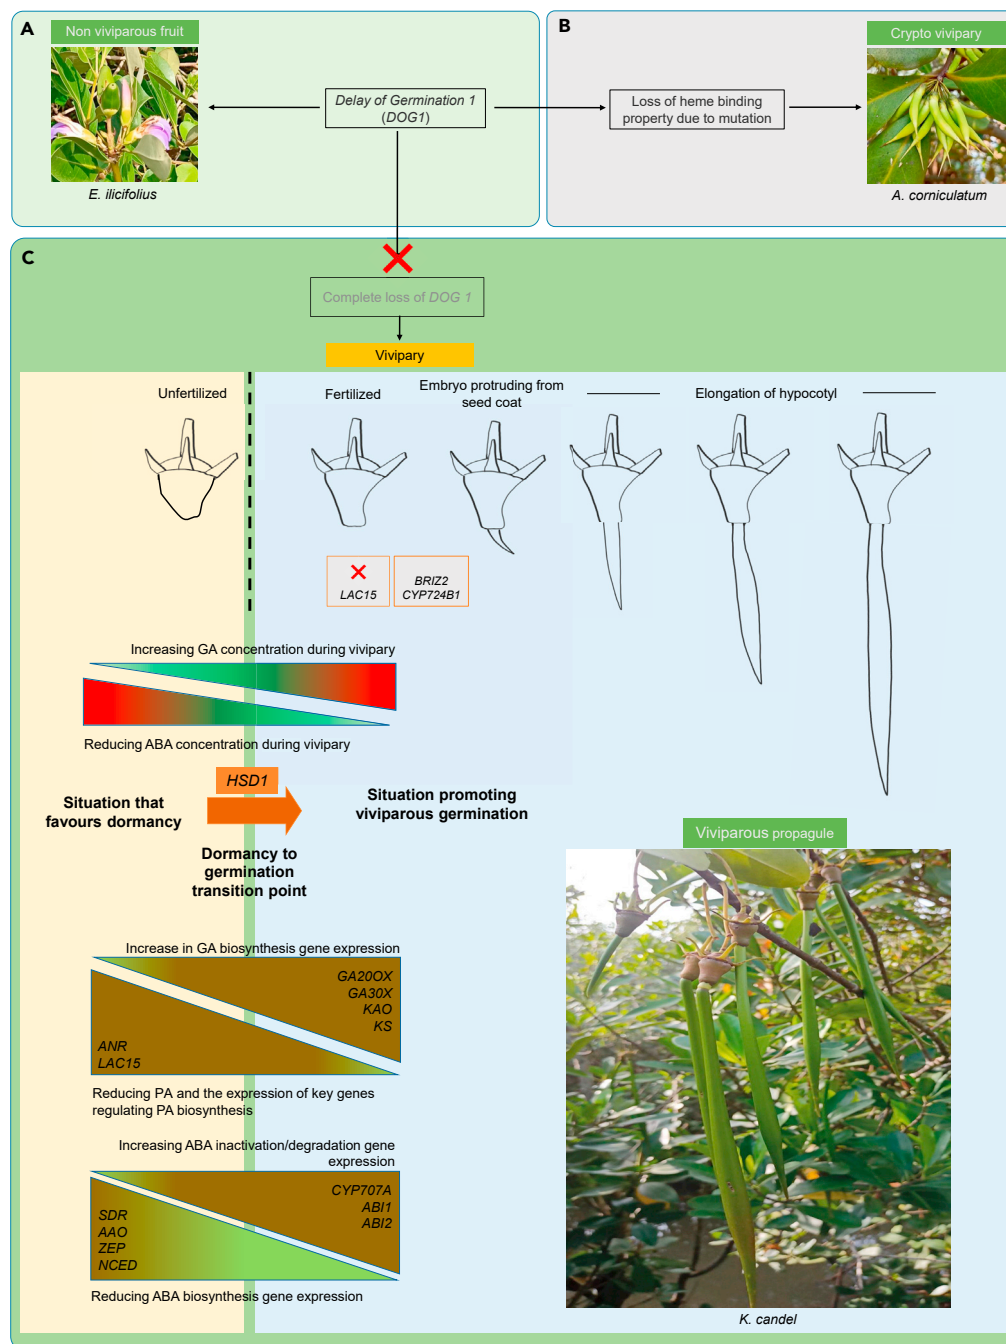 A
Non viviparous fruit
E. ilicifolius
Delay of Germination 1
(DOG1)
B
Loss of heme binding
property due to mutation
Crypto vivipary
A. corniculatum
C
Complete loss of DOG 1
Vivipary
Unfertilized
Fertilized
Embryo protruding from
seed coat
Elongation of hypocotyl
LAC15
BRIZ2
CYP724B1
Increasing GA concentration during vivipary
Reducing ABA concentration during vivipary
HSD1
Situation that
favours dormancy
Situation promoting
viviparous germination
Dormancy to
germination
transition point
Viviparous propagule
Increase in GA biosynthesis gene expression
GA20OX
GA30X
KAO
KS
ANR
LAC15
Reducing PA and the expression of key genes
regulating PA biosynthesis
Increasing ABA inactivation/degradation gene
expression
CYP707A
ABI1
ABI2
SDR
AAO
ZEP
NCED
Reducing ABA biosynthesis gene expression
K. candel